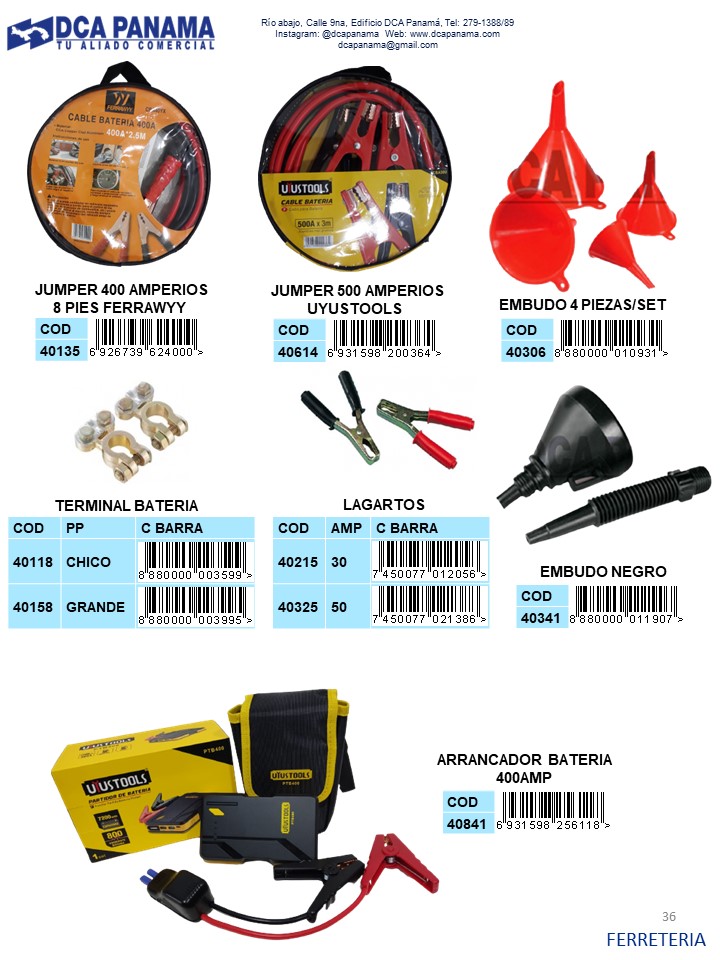 DCA PANAMA
TU ALIADO COMERCIAL
Río abajo, Calle 9na, Edificio DCA Panamá, Tel: 279-1388/89
Instagram: @dcapanama Web: www.dcapanama.com
dcapanama@gmail.com
FERRAWYY
CABLE BATERIA 400A
400A*2.5M
UYUSTOOLS
CABLE BATERIA
500A x 3m
JUMPER 400 AMPERIOS
8 PIES FERRAWYY
COD
40135
6 926739 624000 >
JUMPER 500 AMPERIOS
UYUSTOOLS
COD
40614
6 931598 200364 >
EMBUDO 4 PIEZAS/SET
COD
40306
8 880000 010931 >
TERMINAL BATERIA
COD PP C BARRA
40118 CHICO 8 880000 003599 >
40158 GRANDE 8 880000 003995 >
LAGARTOS
COD AMP C BARRA
40215 30 7 450077 012056 >
40325 50 7 450077 021386 >
EMBUDO NEGRO
COD
40341
8 880000 011907 >
PTB400
UYUSTOOLS
PARTIDOR DE BATERIA
800
UYUSTOOLS
PTB400
UYUSTOOLS
ARRANCADOR BATERIA
400AMP
COD
40841
6 931598 256118 >
36
FERRETERIA